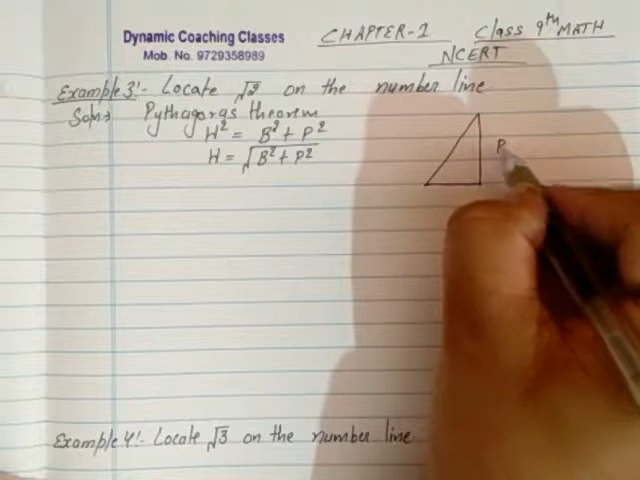 Dynamic Coaching Classes
Mob. No. 9729358989
CHAPTER-1 Class 9th MATH
NCERT
Example 3:- Locate √2 on the number line
Soln:→ Pythagoras theorem
H² = B² + P²
H = √B² + P²
P
Example 4:- Locate √3 on the number line